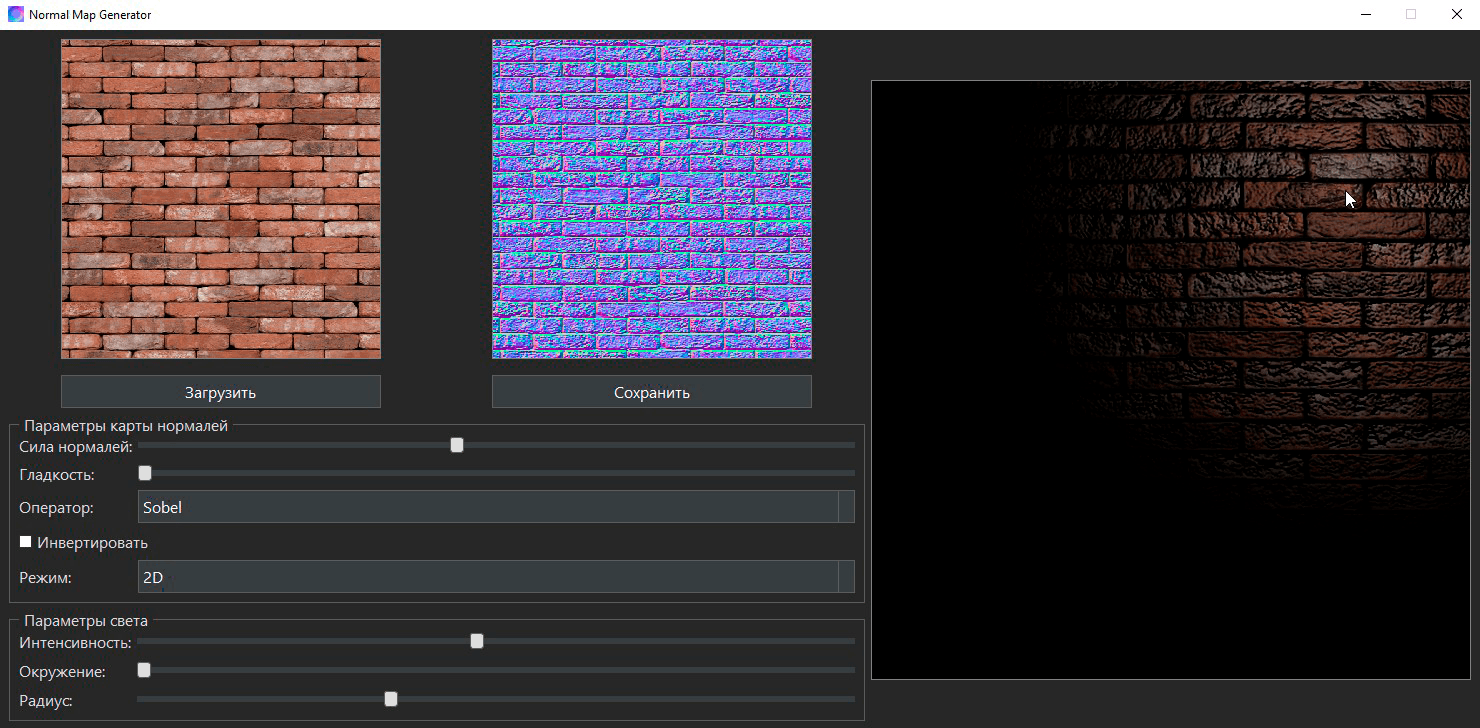 Normal Map Generator
Загрузить
Сохранить
Параметры карты нормалей
Сила нормалей:
Гладкость:
Оператор:
Sobel
Инвертировать
Режим:
2D
Параметры света
Интенсивность:
Окружение:
Радиус: